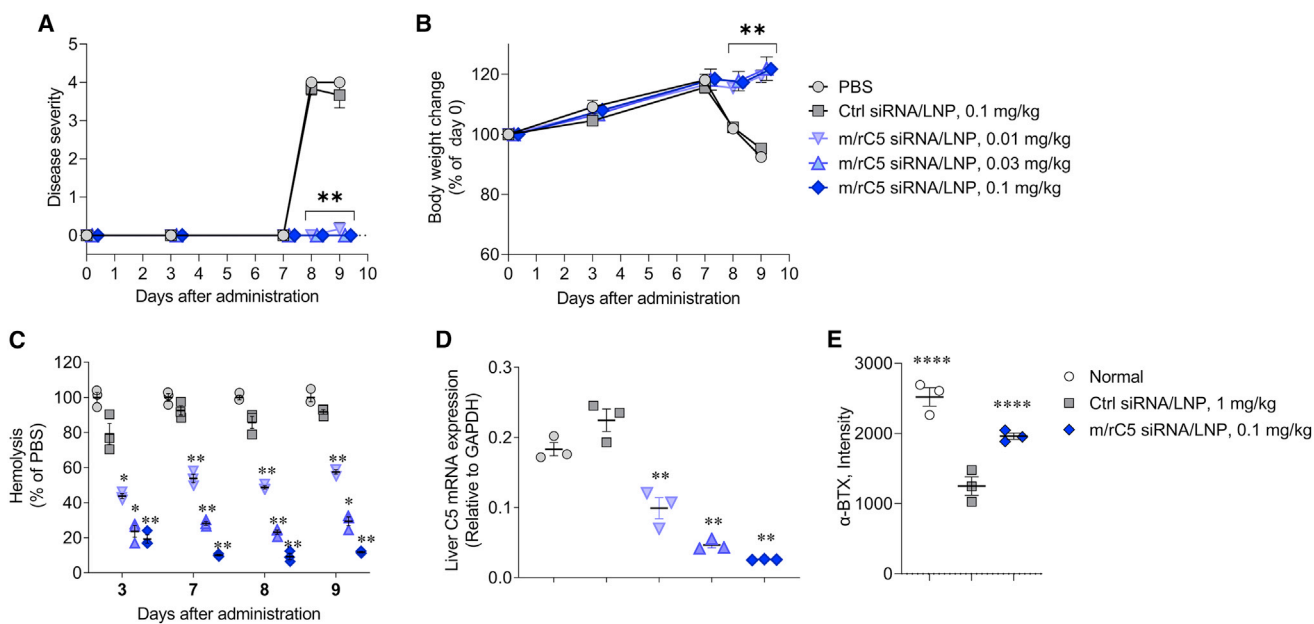 A
Disease severity
5
4
3
2
1
0
**
0 1 2 3 4 5 6 7 8 9 10
Days after administration
B
Body weight change
(% of day 0)
120
100
80
60
**
0 1 2 3 4 5 6 7 8 9 10
Days after administration
PBS
Ctrl siRNA/LNP, 0.1 mg/kg
m/rC5 siRNA/LNP, 0.01 mg/kg
m/rC5 siRNA/LNP, 0.03 mg/kg
m/rC5 siRNA/LNP, 0.1 mg/kg
C
Hemolysis
(% of PBS)
120
100
80
60
40
20
0
* * ** ** ** ** ** ** ** ** * **
3 7 8 9
Days after administration
D
Liver C5 mRNA expression
(Relative to GAPDH)
0.3
0.2
0.1
0.0
** ** **
E
α-BTX, Intensity
3000
2000
1000
0
**** ****
Normal
Ctrl siRNA/LNP, 1 mg/kg
m/rC5 siRNA/LNP, 0.1 mg/kg